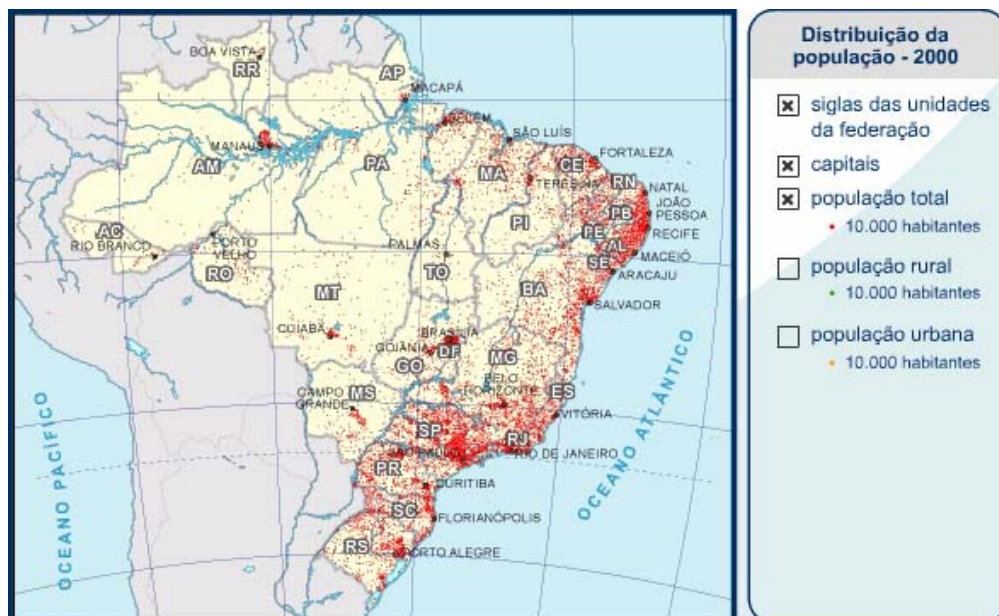 BOA VISTA
RR
AP
MACAPÁ
BELÉM
SÃO LUÍS
MANAUS
AM
PA
MA
CE
FORTALEZA
TERESINA
RN
NATAL
PI
PB
JOÃO
PESSOA
PE
RECIFE
AC
RIO BRANCO
PORTO
VELHO
PALMAS
AL
MACEIÓ
SE
ARACAJU
RO
TO
MT
BA
SALVADOR
CUIABÁ
BRASÍLIA
GOIÂNIA
DF
GO
MG
BELO
HORIZONTE
ES
VITÓRIA
CAMPO
GRANDE
MS
SP
RJ
SÃO PAULO
RIO DE JANEIRO
PR
CURITIBA
SC
FLORIANÓPOLIS
RS
PORTO ALEGRE
OCEANO PACÍFICO
OCEANO ATLÂNTICO
Distribuição da
população - 2000
siglas das unidades
da federação
capitais
população total
10.000 habitantes
população rural
10.000 habitantes
população urbana
10.000 habitantes